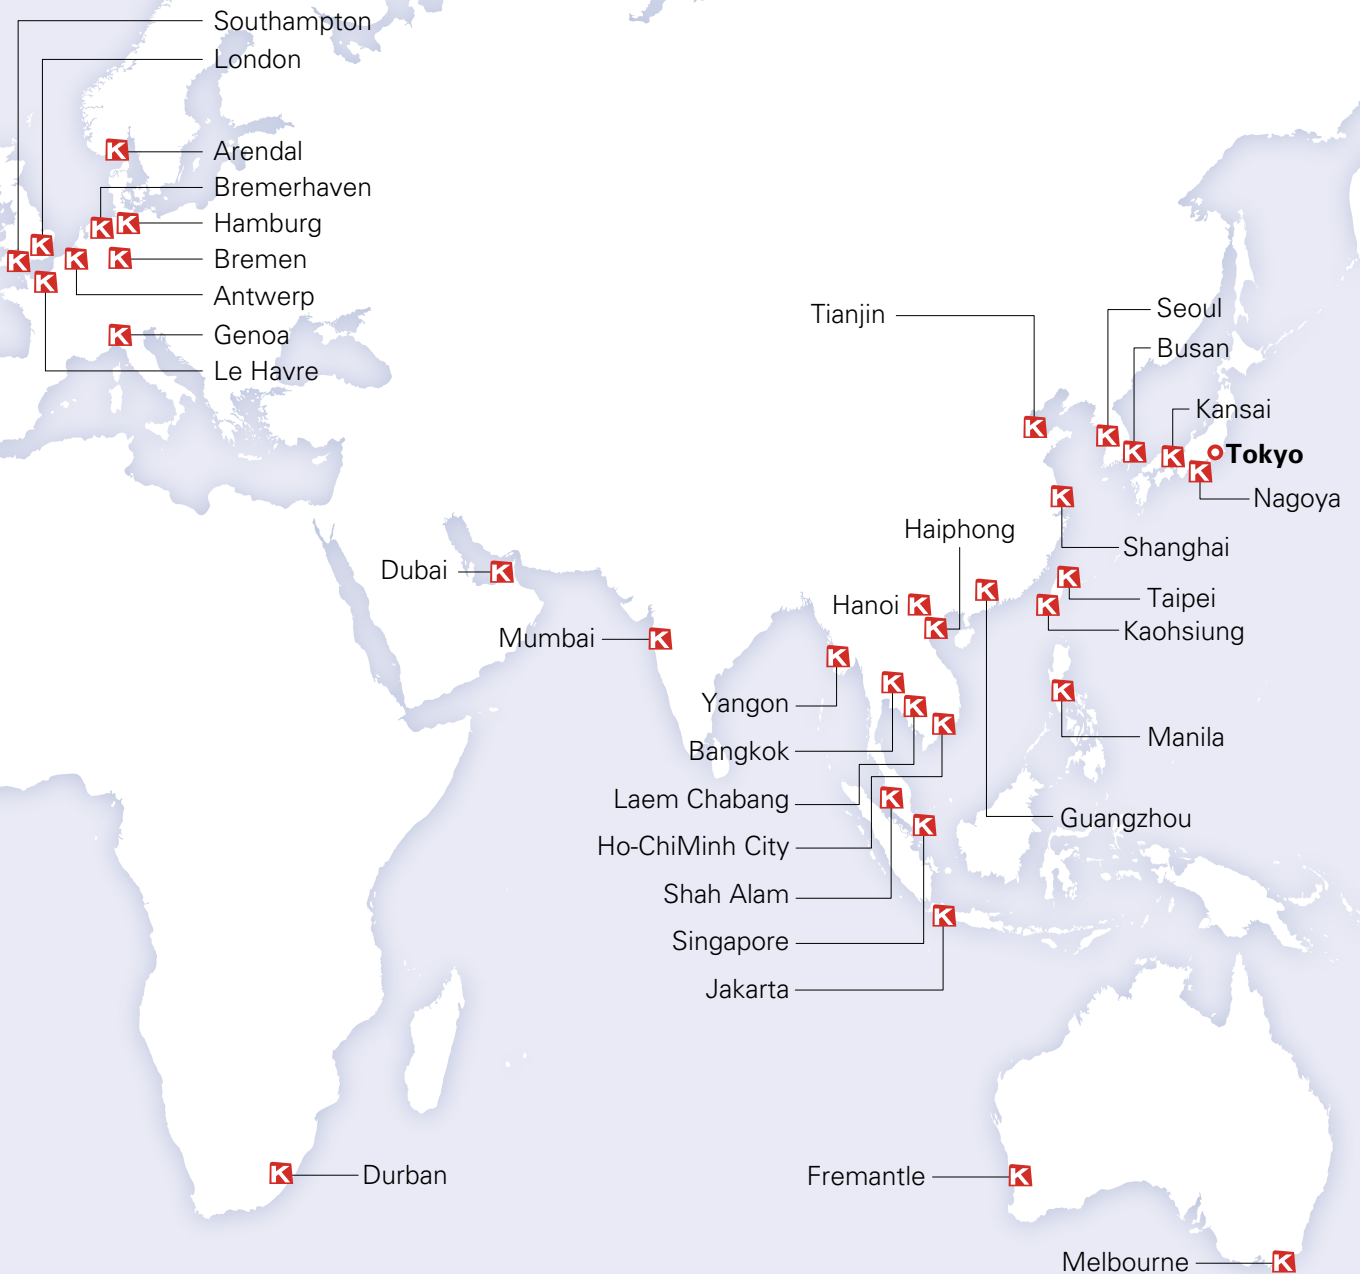 Southampton
London
Arendal
Bremerhaven
Hamburg
Bremen
Antwerp
Genoa
Le Havre
Tianjin
Seoul
Busan
Kansai
Tokyo
Nagoya
Haiphong
Shanghai
Dubai
Hanoi
Taipei
Kaohsiung
Mumbai
Yangon
Manila
Bangkok
Laem Chabang
Guangzhou
Ho-ChiMinh City
Shah Alam
Singapore
Jakarta
Durban
Fremantle
Melbourne